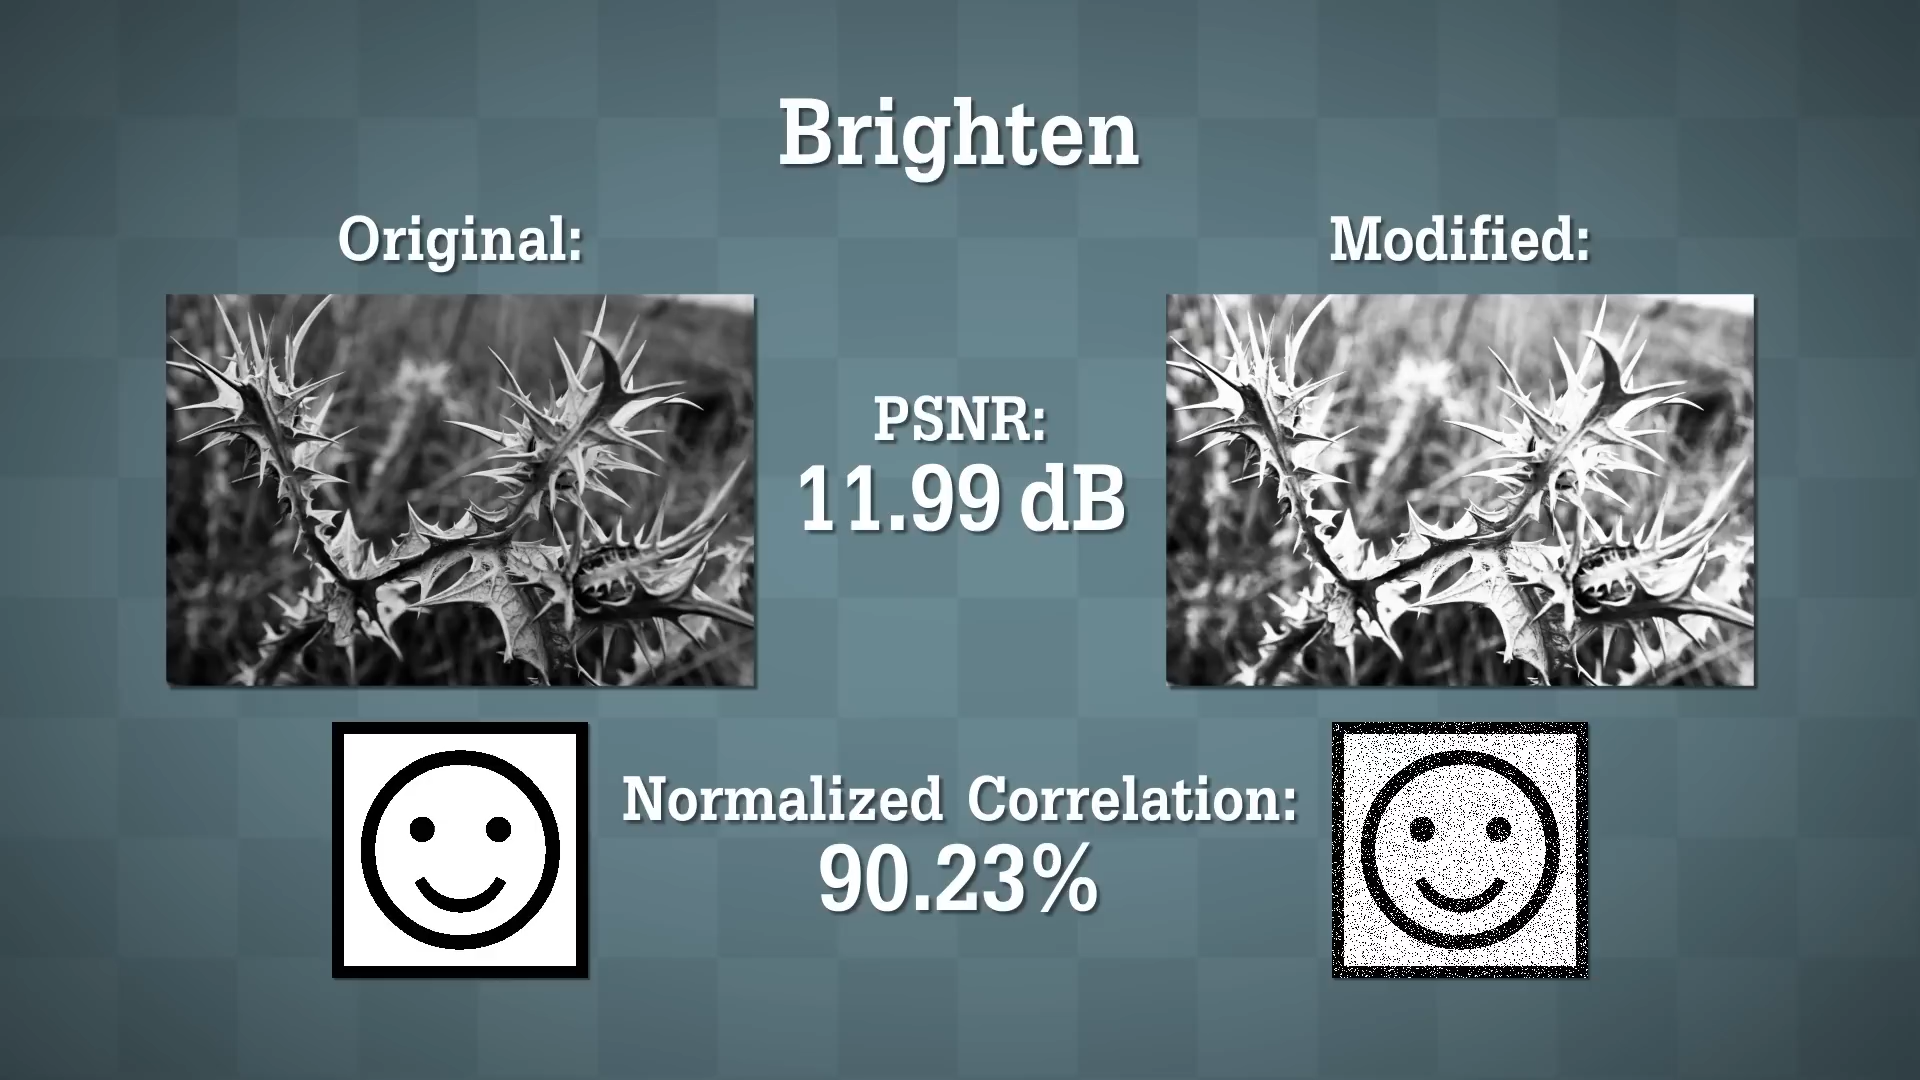 Brighten
Original:
Modified:
PSNR:
11.99 dB
Normalized Correlation:
90.23%